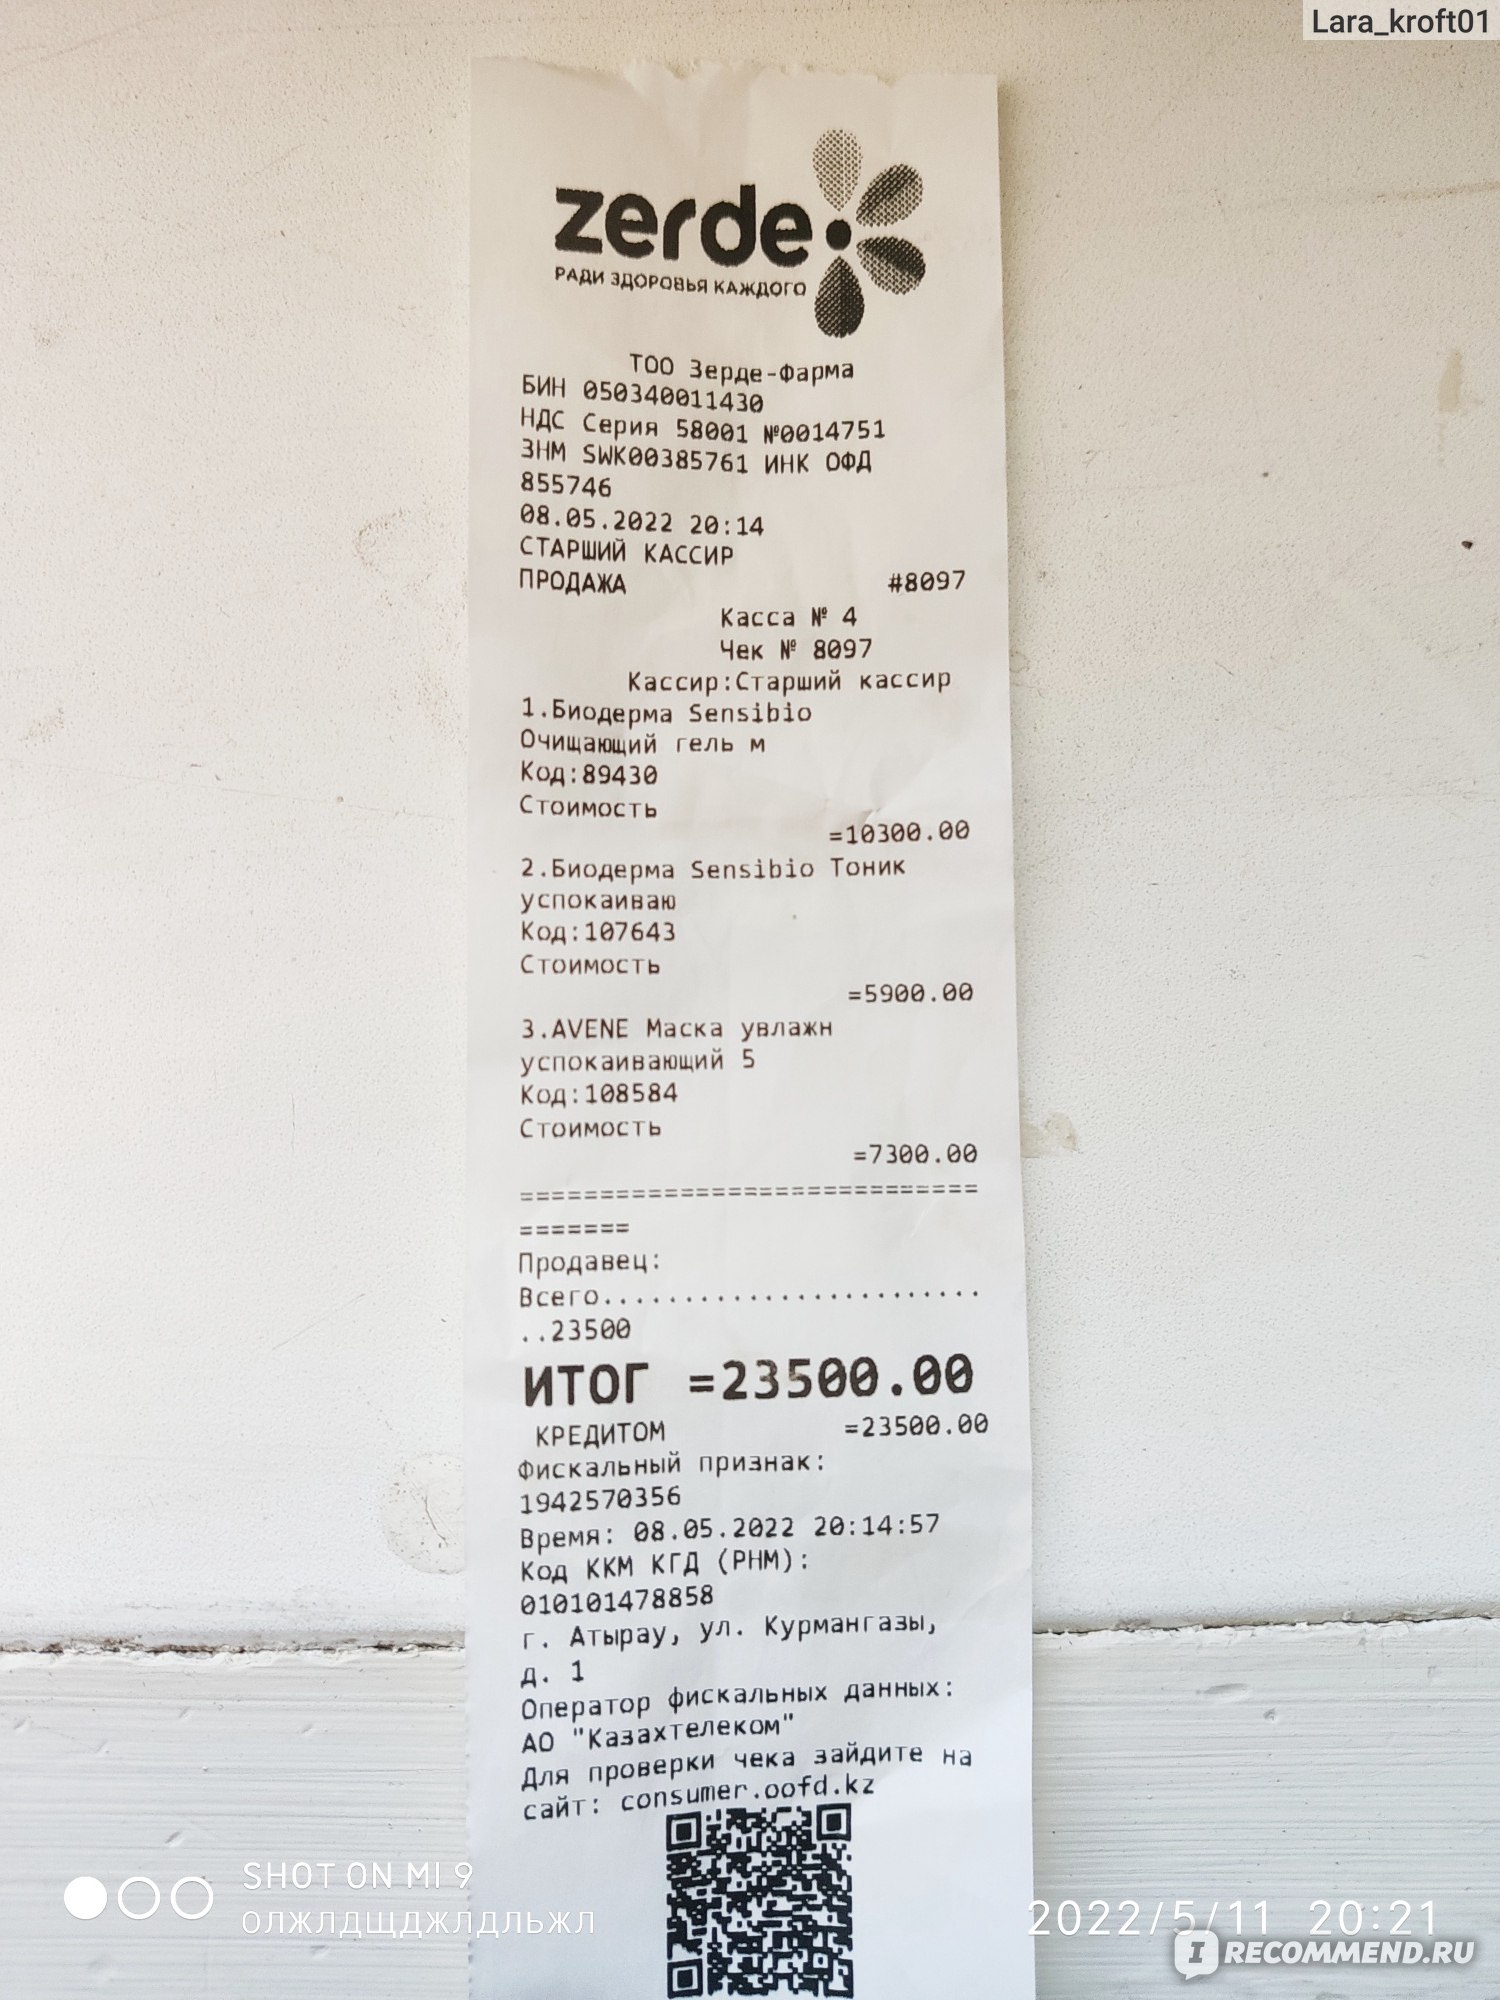 Lara_kroft01
zerde
РАДИ ЗДОРОВЬЯ КАЖДОГО
ТОО Зерде-Фарма
БИН 050340011430
НДС Серия 58001 №0014751
ЗНМ SWK00385761 ИНК ОФД
855746
08.05.2022 20:14
СТАРШИЙ КАССИР
ПРОДАЖА #8097
Касса № 4
Чек № 8097
Кассир:Старший кассир
1.Биодерма Sensibio
Очищающий гель м
Код:89430
Стоимость
=10300.00
2.Биодерма Sensibio Тоник
успокаиваю
Код:107643
Стоимость
=5900.00
3.AVENE Маска увлажн
успокаивающий 5
Код:108584
Стоимость
=7300.00
=============================
=======
Продавец:
Всего........................
..23500
ИТОГ =23500.00
КРЕДИТОМ =23500.00
Фискальный признак:
1942570356
Время: 08.05.2022 20:14:57
Код ККМ КГД (РНМ):
010101478858
г. Атырау, ул. Курмангазы,
д. 1
Оператор фискальных данных:
АО "Казахтелеком"
Для проверки чека зайдите на
сайт: consumer.oofd.kz
SHOT ON MI 9
ОЛЖЛДЩДЖЛДЛЬЖЛ
2022/5/11 20:21
I RECOMMEND.RU